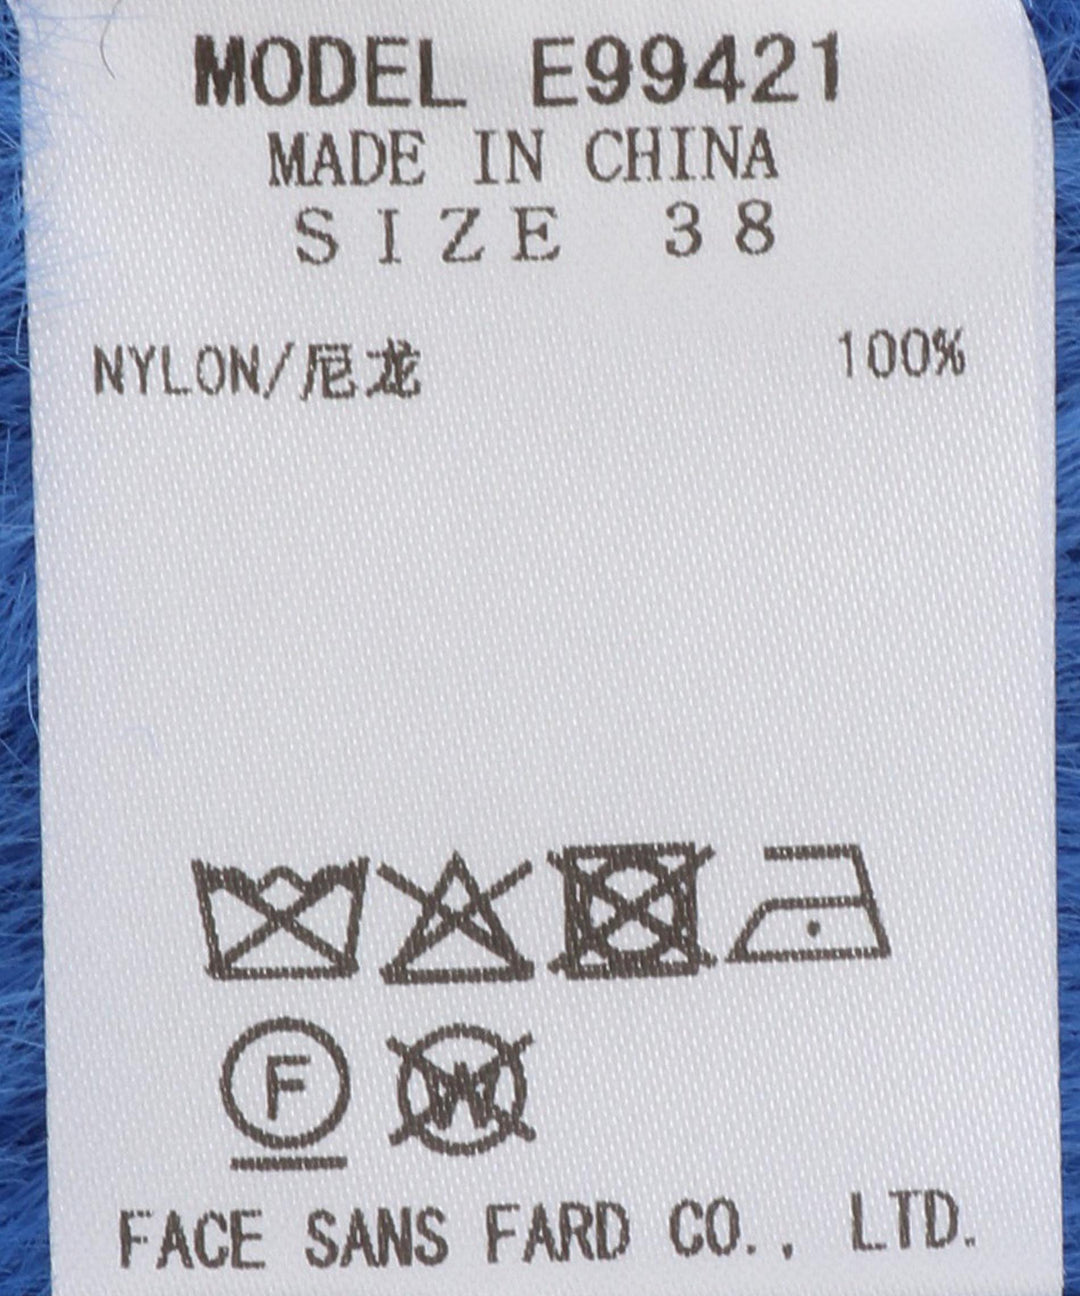 MODEL E99421
MADE IN CHINA
SIZE 38
NYLON/尼龙 100%
F W
FACE SANS FARD CO., LTD.